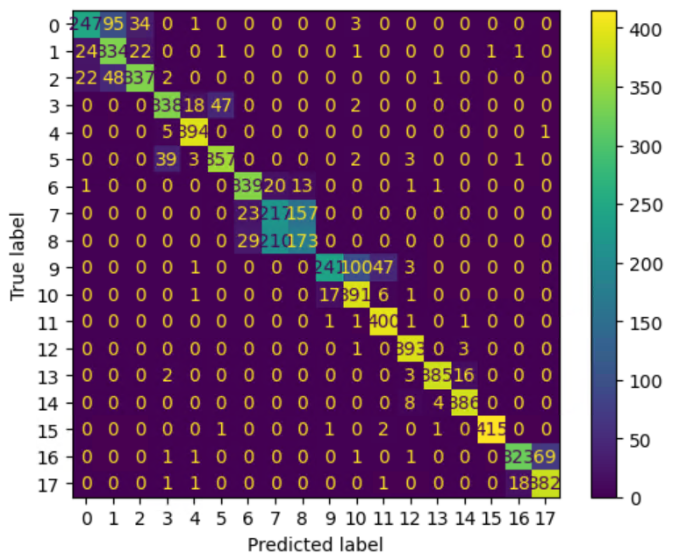 0 247 95 34 0 1 0 0 0 0 0 3 0 0 0 0 0 0 0 400
1 24 334 22 0 0 1 0 0 0 0 1 0 0 0 0 1 1 0
2 22 48 337 2 0 0 0 0 0 0 0 0 0 1 0 0 0 0 350
3 0 0 0 338 18 47 0 0 0 0 2 0 0 0 0 0 0 0
4 0 0 0 5 394 0 0 0 0 0 0 0 0 0 0 0 0 1 300
5 0 0 0 39 3 357 0 0 0 0 2 0 3 0 0 0 1 0
6 1 0 0 0 0 0 339 20 13 0 0 0 1 1 0 0 0 0
7 0 0 0 0 0 0 23 217 157 0 0 0 0 0 0 0 0 0 250
8 0 0 0 0 0 0 29 210 173 0 0 0 0 0 0 0 0 0
True label
9 0 0 0 0 1 0 0 0 0 241 100 47 3 0 0 0 0 0 200
10 0 0 0 0 1 0 0 0 0 17 391 6 1 0 0 0 0 0
11 0 0 0 0 0 0 0 0 0 1 1 400 1 0 1 0 0 0 150
12 0 0 0 0 0 0 0 0 0 0 1 0 393 0 3 0 0 0
13 0 0 0 2 0 0 0 0 0 0 0 0 3 385 16 0 0 0 100
14 0 0 0 0 0 0 0 0 0 0 0 0 8 4 386 0 0 0
15 0 0 0 0 0 1 0 0 0 1 0 2 0 1 0 415 0 0 50
16 0 0 0 1 1 0 0 0 0 0 1 0 1 0 0 0 323 69
17 0 0 0 1 1 0 0 0 0 0 0 1 0 0 0 0 18 382 0
0 1 2 3 4 5 6 7 8 9 10 11 12 13 14 15 16 17
Predicted label